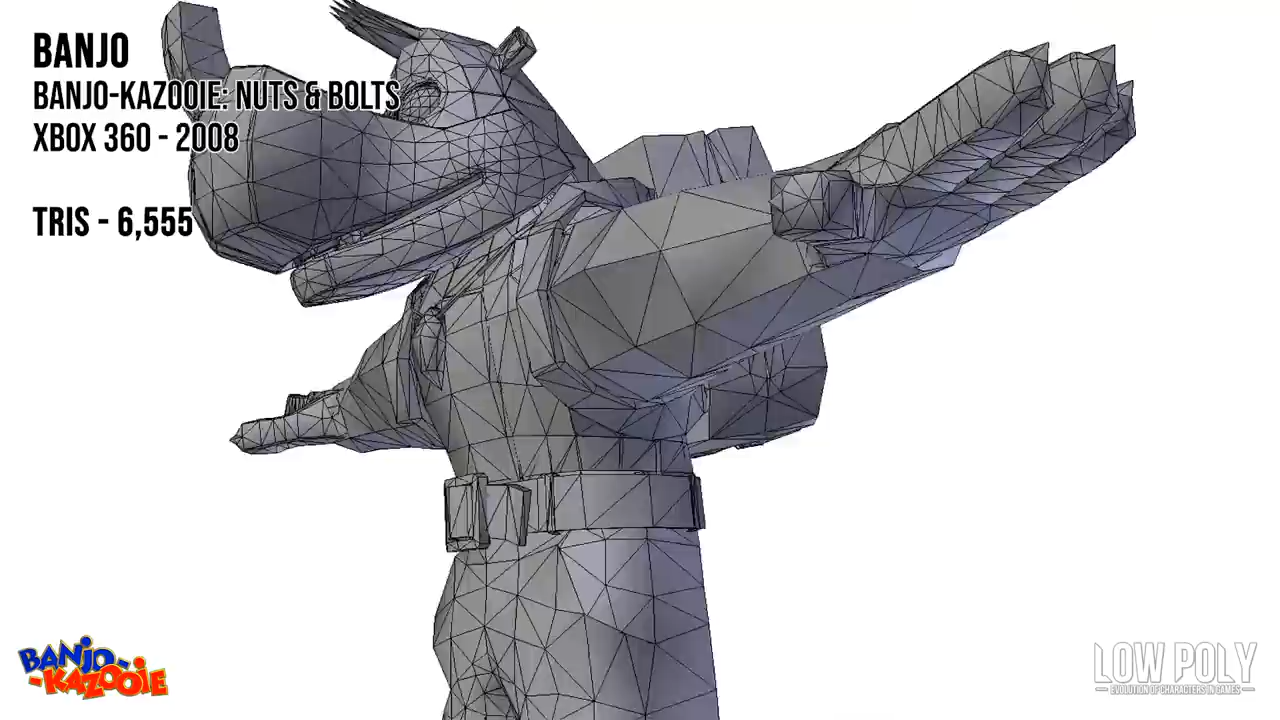 BANJO
BANJO-KAZOOIE: NUTS & BOLTS
XBOX 360 - 2008
TRIS - 6,555
BANJO-
-KAZOOIE
LOW POLY
EVOLUTION OF CHARACTERS IN GAMES